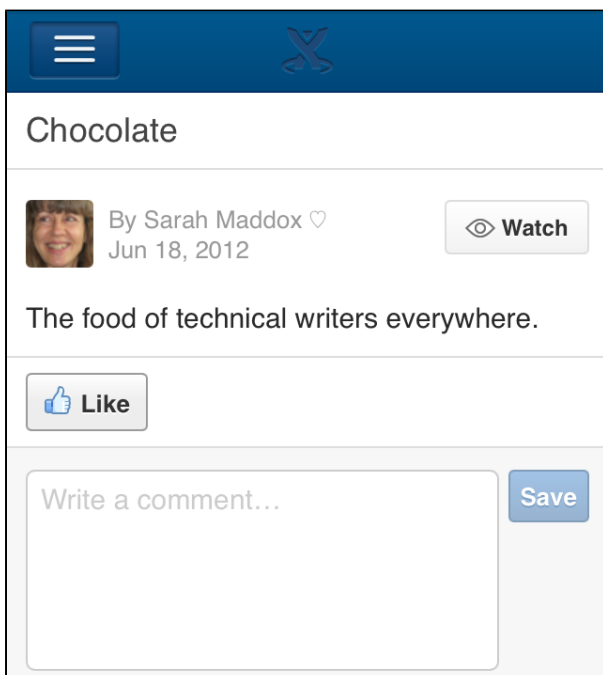 Chocolate
By Sarah Maddox ♡
Jun 18, 2012
Watch
The food of technical writers everywhere.
Like
Write a comment...
Save